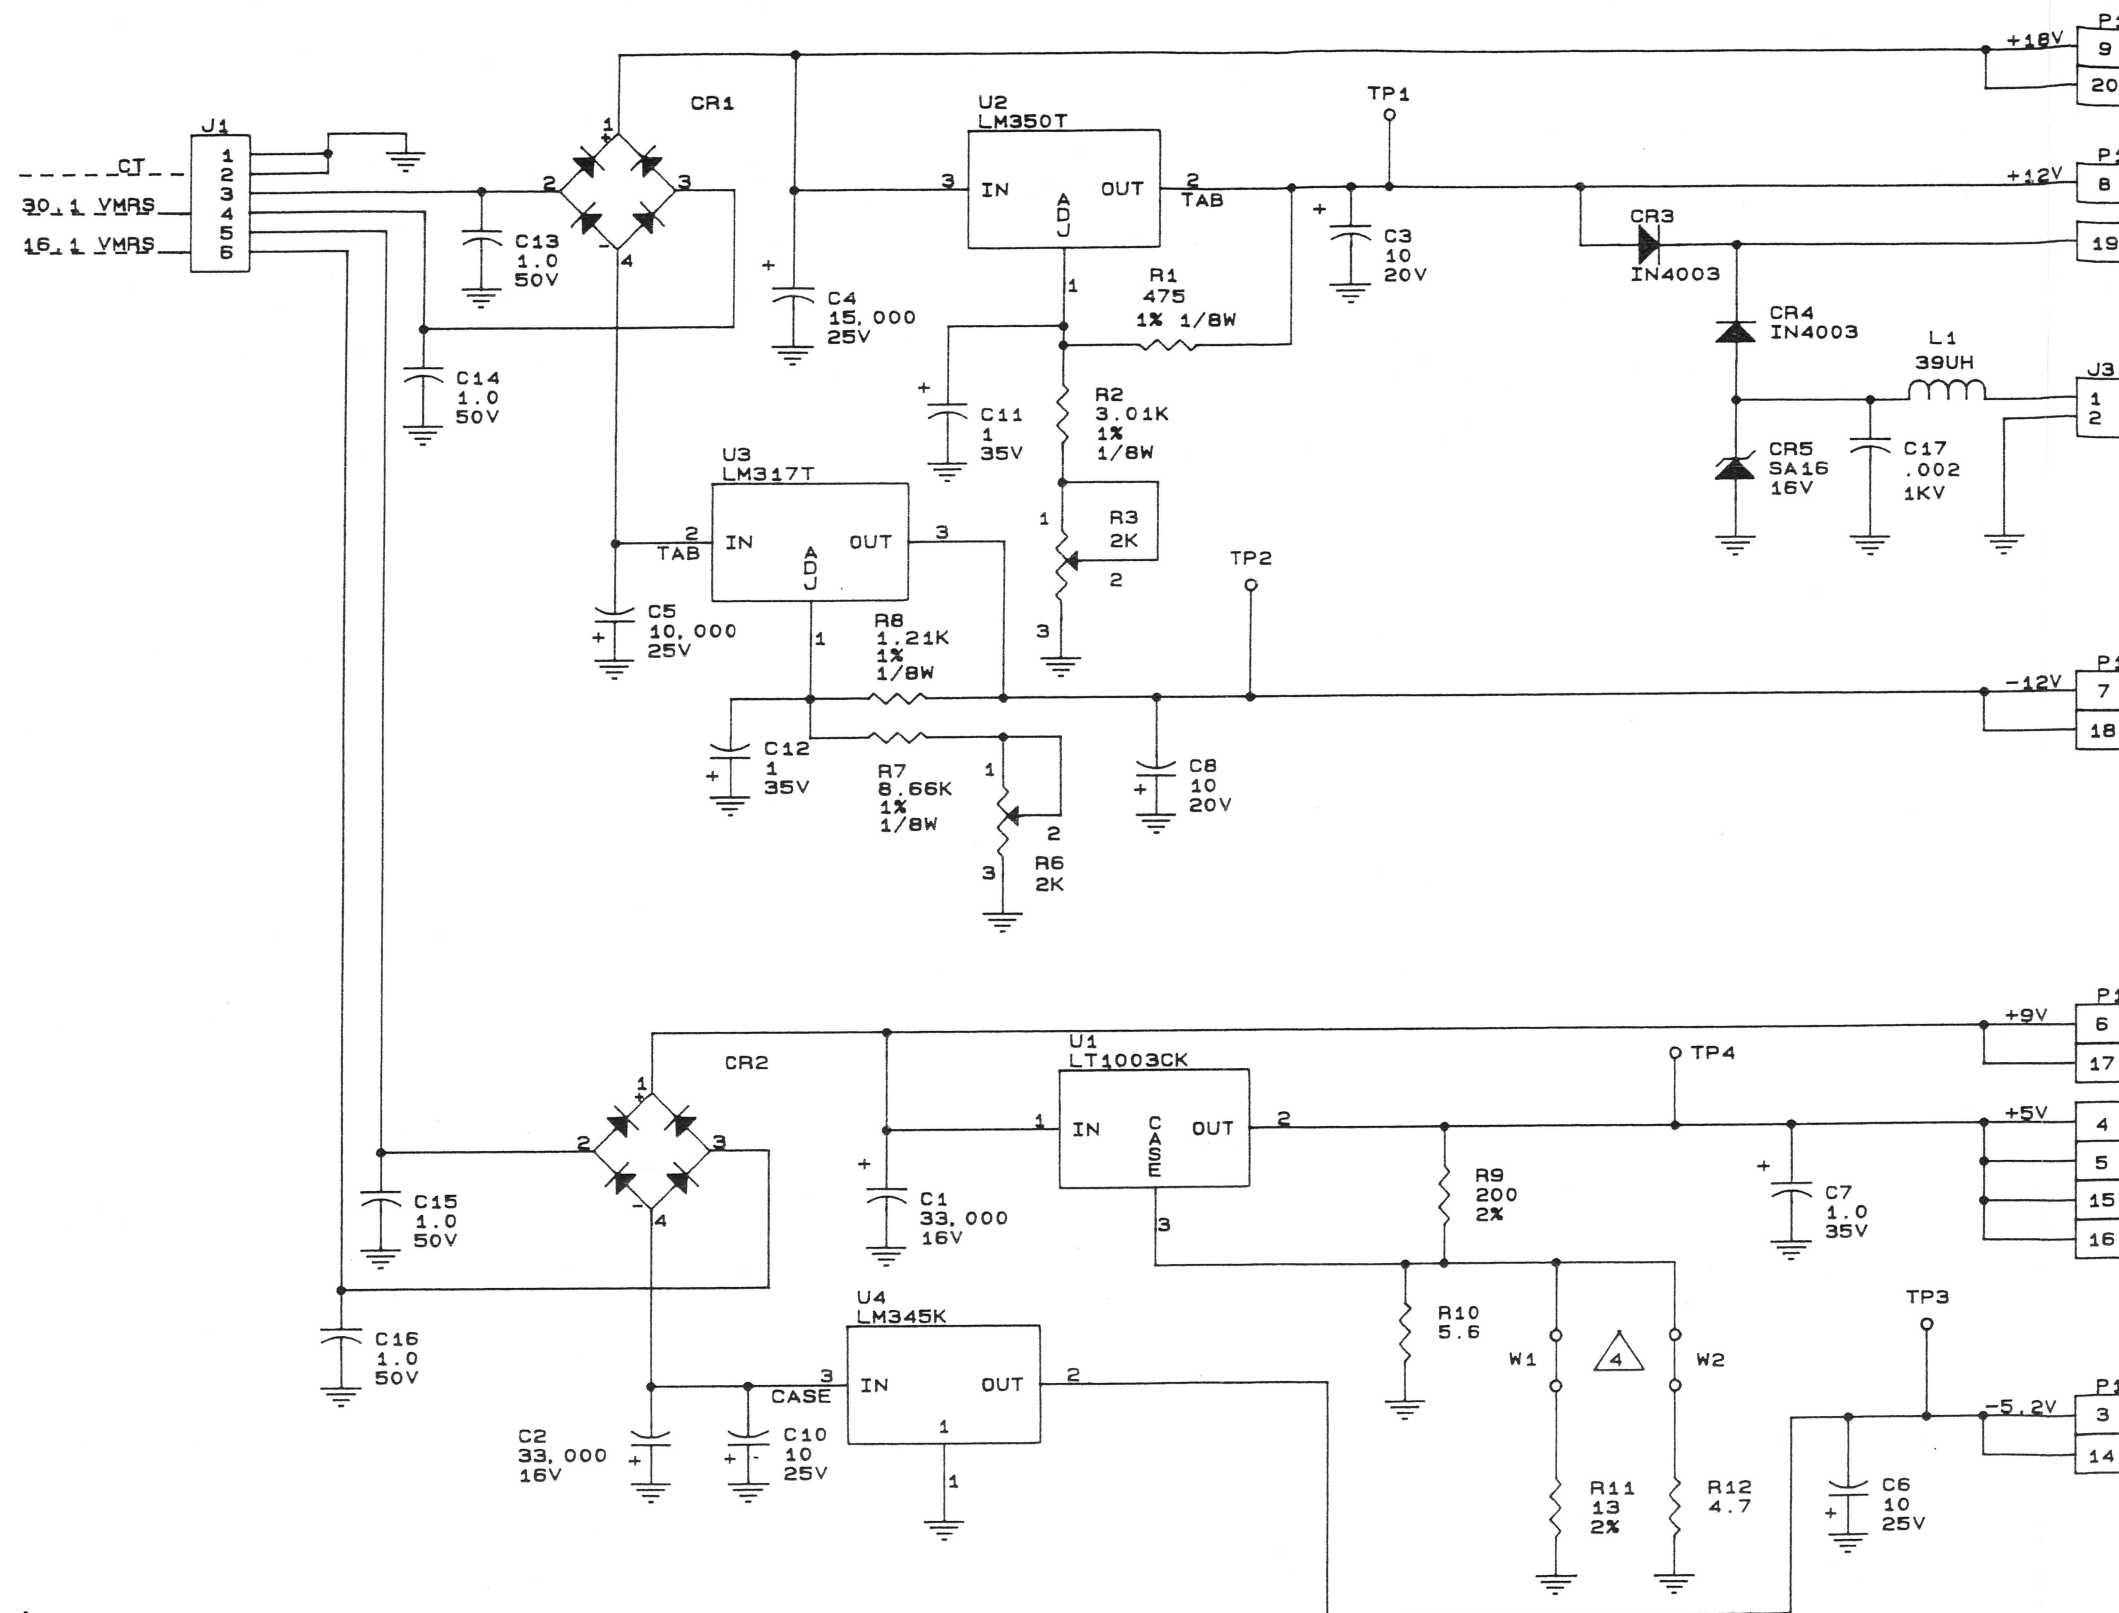 P1
+18V
9
20
CR1
TP1
U2
LM350T
J1
1
2
3
4
5
6
CT
30.1 VMRS
16.1 VMRS
1
+
2
3
-
4
C13
1.0
50V
C14
1.0
50V
3
IN
ADJ
OUT
2
TAB
1
+
C4
15,000
25V
R1
475
1% 1/8W
+
C3
10
20V
P1
+12V
8
19
CR3
IN4003
CR4
IN4003
L1
39UH
J3
1
2
CR5
SA16
16V
C17
.002
1KV
+
C11
1
35V
R2
3.01K
1%
1/8W
1
R3
2K
2
3
U3
LM317T
2
TAB
IN
ADJ
OUT
3
1
C5
10,000
25V
+
R8
1.21K
1%
1/8W
TP2
P1
-12V
7
18
C12
1
35V
+
R7
8.66K
1%
1/8W
1
2
3
R6
2K
C8
10
20V
+
P1
+9V
6
17
CR2
U1
LT1003CK
TP4
1
+
2
3
-
4
1
IN
CASE
OUT
2
3
+5V
4
5
15
16
C15
1.0
50V
+
C1
33,000
16V
R9
200
2%
+
C7
1.0
35V
C16
1.0
50V
U4
LM345K
R10
5.6
W1
4
W2
TP3
3
CASE
IN
OUT
2
1
1
C2
33,000
16V
+
C10
10
25V
+
-
P1
-5.2V
3
14
R11
13
2%
R12
4.7
C6
10
25V
+